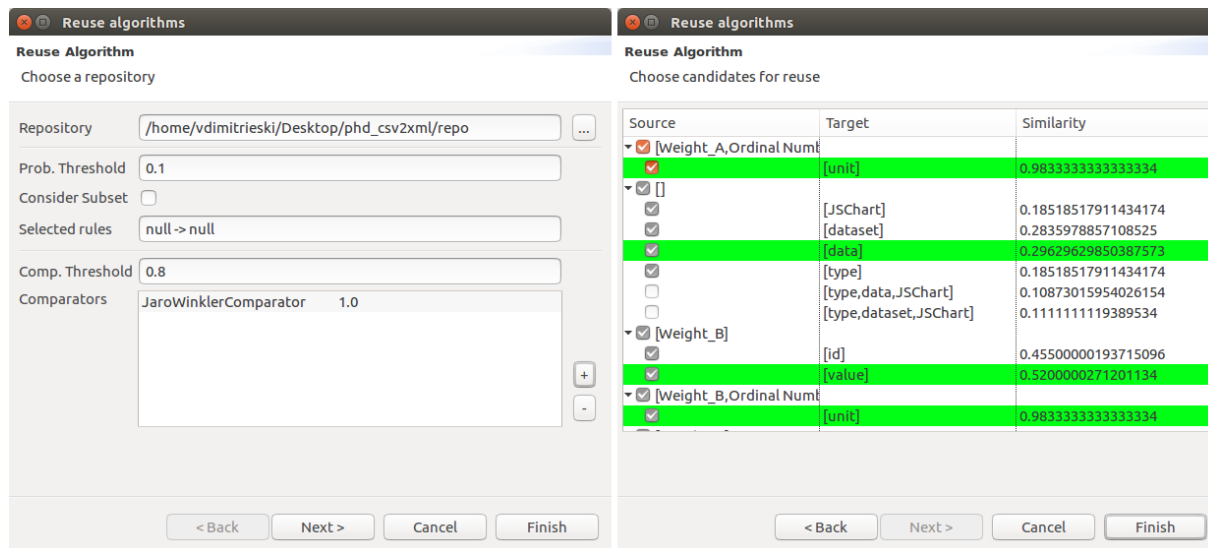 Reuse algorithms
Reuse Algorithm
Choose a repository
Repository /home/vdimitrieski/Desktop/phd_csv2xml/repo ...
Prob. Threshold 0.1
Consider Subset
Selected rules null -> null
Comp. Threshold 0.8
Comparators JaroWinklerComparator 1.0
+
-
< Back Next > Cancel Finish
Reuse algorithms
Reuse Algorithm
Choose candidates for reuse
Source Target Similarity
[Weight_A,Ordinal Numb
[unit] 0.9833333333333334
[]
[JSChart] 0.18518517911434174
[dataset] 0.2835978857108525
[data] 0.29629629850387573
[type] 0.18518517911434174
[type,data,JSChart] 0.10873015954026154
[type,dataset,JSChart] 0.1111111119389534
[Weight_B]
[id] 0.45500000193715096
[value] 0.5200000271201134
[Weight_B,Ordinal Numb
[unit] 0.9833333333333334
< Back Next > Cancel Finish